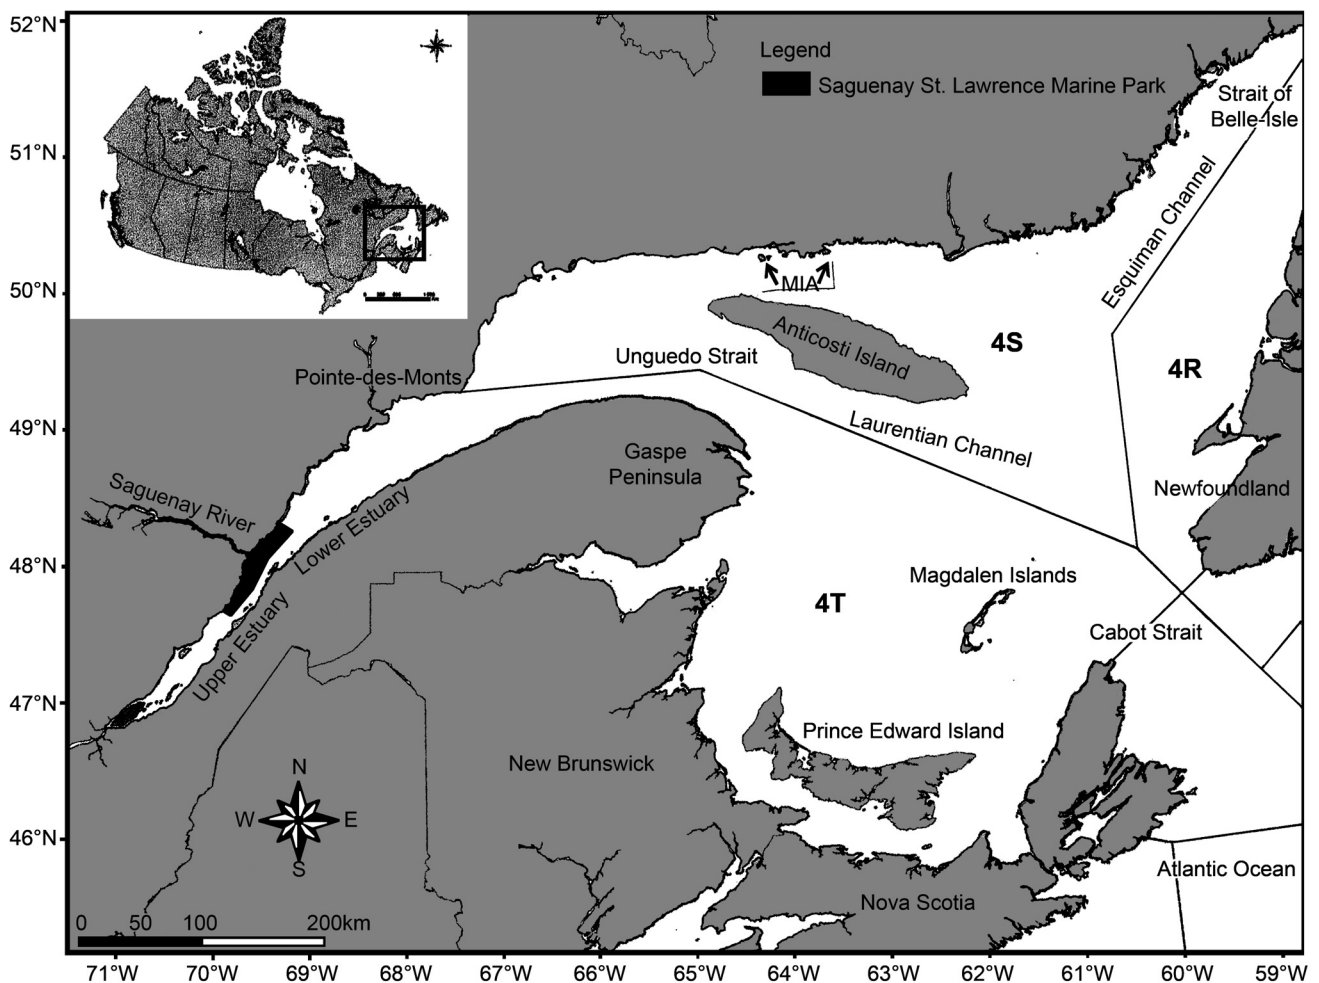 52°N
51°N
50°N
49°N
48°N
47°N
46°N
Legend
Saguenay St. Lawrence Marine Park
Strait of
Belle-Isle
Esquiman Channel
MIA
Anticosti Island
4S
4R
Unguedo Strait
Pointe-des-Monts
Laurentian Channel
Gaspe
Peninsula
Newfoundland
Saguenay River
Lower Estuary
Upper Estuary
Magdalen Islands
4T
Cabot Strait
Prince Edward Island
New Brunswick
N
W
E
S
Atlantic Ocean
Nova Scotia
0 50 100 200km
71°W 70°W 69°W 68°W 67°W 66°W 65°W 64°W 63°W 62°W 61°W 60°W 59°W